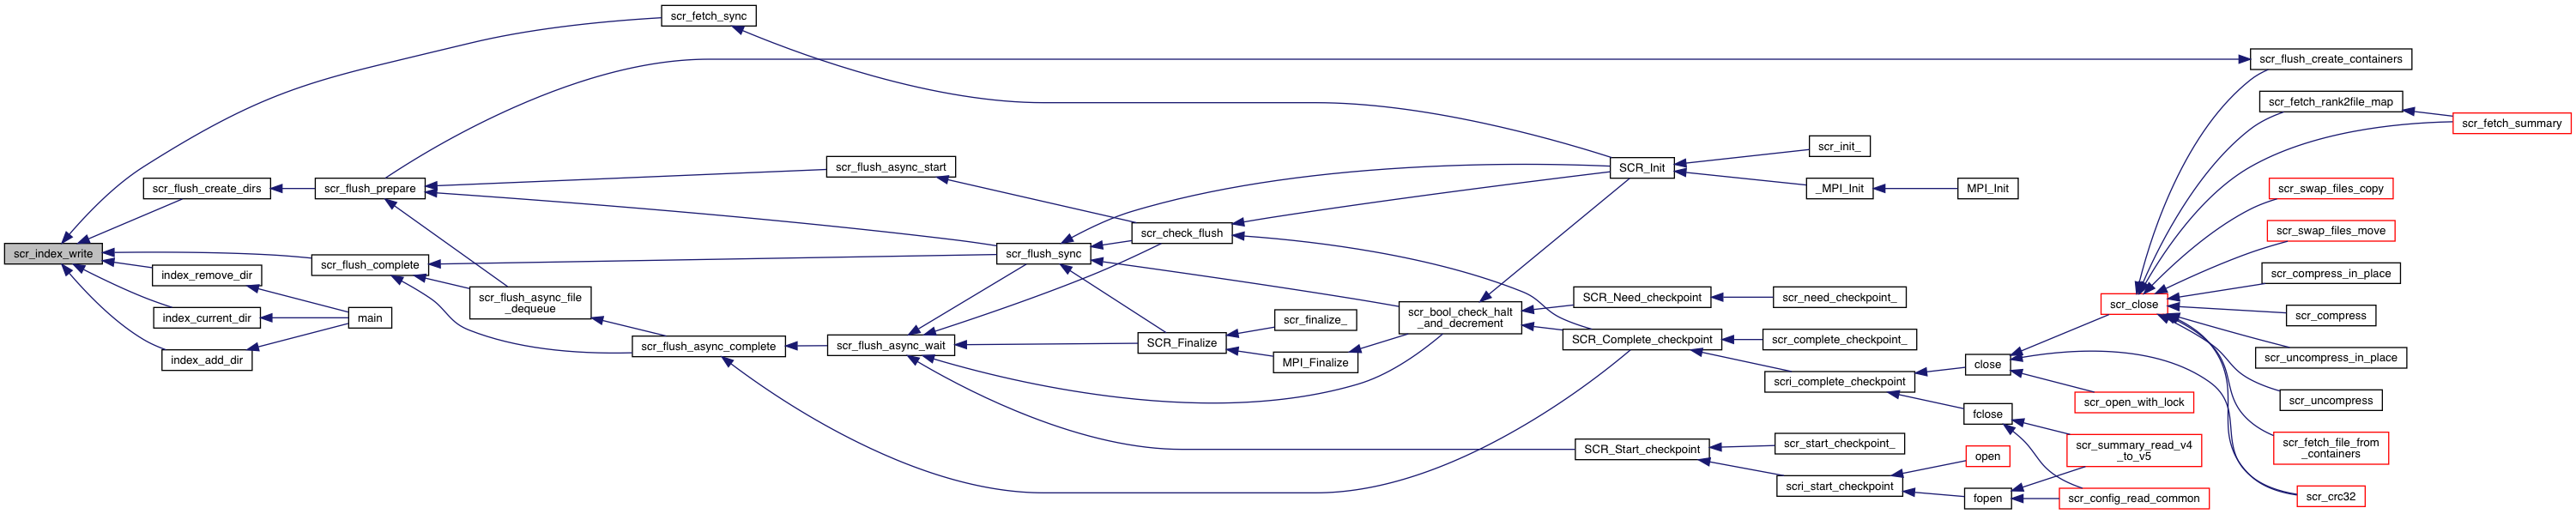 scr_index_write
scr_fetch_sync
scr_flush_create_dirs
scr_flush_complete
index_remove_dir
index_current_dir
index_add_dir
scr_flush_prepare
main
scr_flush_async_file
_dequeue
scr_flush_async_complete
scr_flush_async_start
scr_flush_async_wait
scr_flush_sync
scr_check_flush
SCR_Finalize
scr_finalize_
MPI_Finalize
scr_bool_check_halt
_and_decrement
SCR_Init
SCR_Need_checkpoint
SCR_Complete_checkpoint
SCR_Start_checkpoint
scr_init_
_MPI_Init
MPI_Init
scr_need_checkpoint_
scr_complete_checkpoint_
scri_complete_checkpoint
scr_start_checkpoint_
scri_start_checkpoint
close
fclose
open
fopen
scr_close
scr_open_with_lock
scr_summary_read_v4
_to_v5
scr_config_read_common
scr_flush_create_containers
scr_fetch_rank2file_map
scr_fetch_summary
scr_swap_files_copy
scr_swap_files_move
scr_compress_in_place
scr_compress
scr_uncompress_in_place
scr_uncompress
scr_fetch_file_from
_containers
scr_crc32